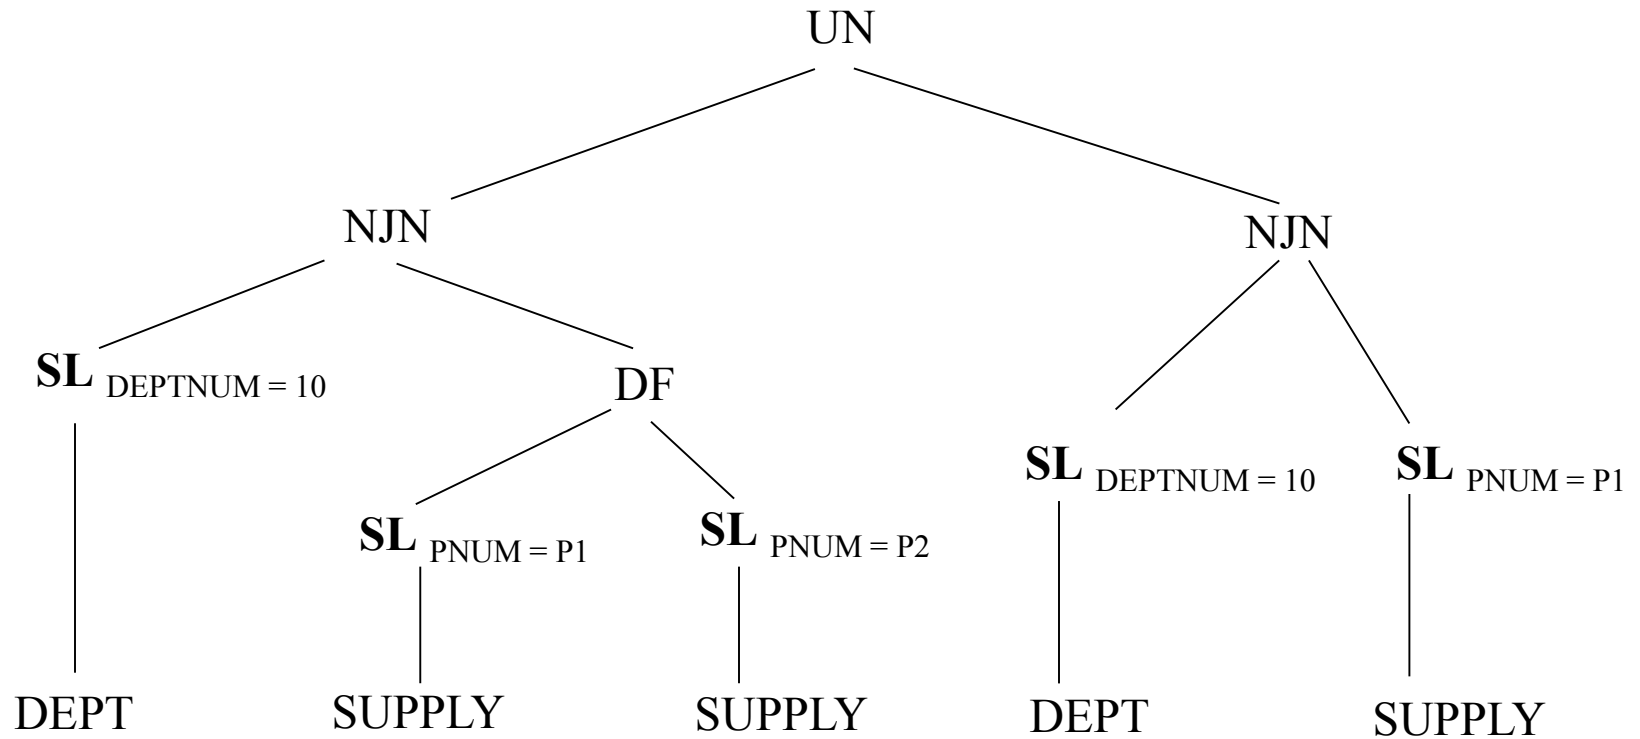 UN
NJN
NJN
SL DEPTNUM = 10
DF
SL DEPTNUM = 10
SL PNUM = P1
SL PNUM = P1
SL PNUM = P2
DEPT
SUPPLY
SUPPLY
DEPT
SUPPLY